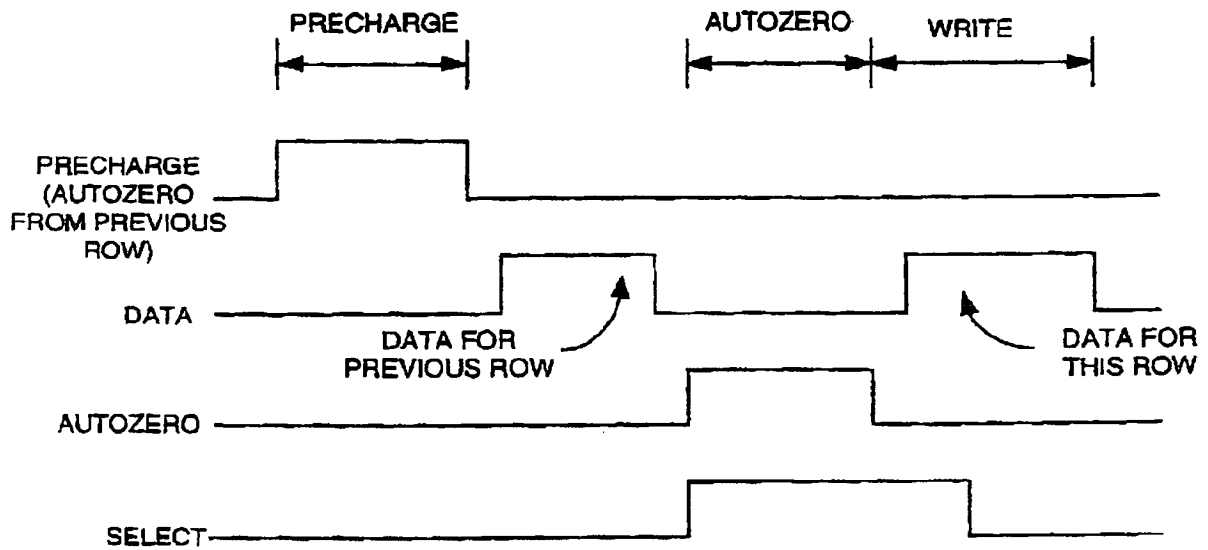 PRECHARGE
AUTOZERO
WRITE
PRECHARGE
(AUTOZERO
FROM PREVIOUS
ROW)
DATA
DATA FOR
PREVIOUS ROW
DATA FOR
THIS ROW
AUTOZERO
SELECT